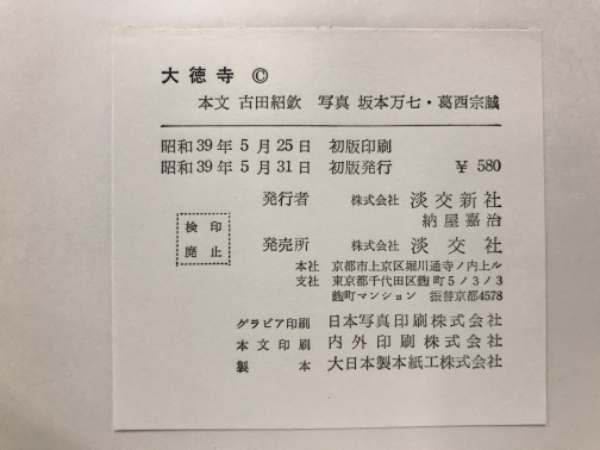 大徳寺 ©
本文 古田紹欽 写真 坂本万七・葛西宗誠
昭和39年5月25日 初版印刷
昭和39年5月31日 初版発行 ¥580
発行者 株式会社 淡交新社
納屋嘉治
検印
廃止
発売所 株式会社 淡交社
本社 京都市上京区堀川通寺ノ内上ル
支社 東京都千代田区麹町5ノ3ノ3
麹町マンション 振替京都4578
グラビア印刷 日本写真印刷株式会社
本文印刷 内外印刷株式会社
製本 大日本製本紙工株式会社